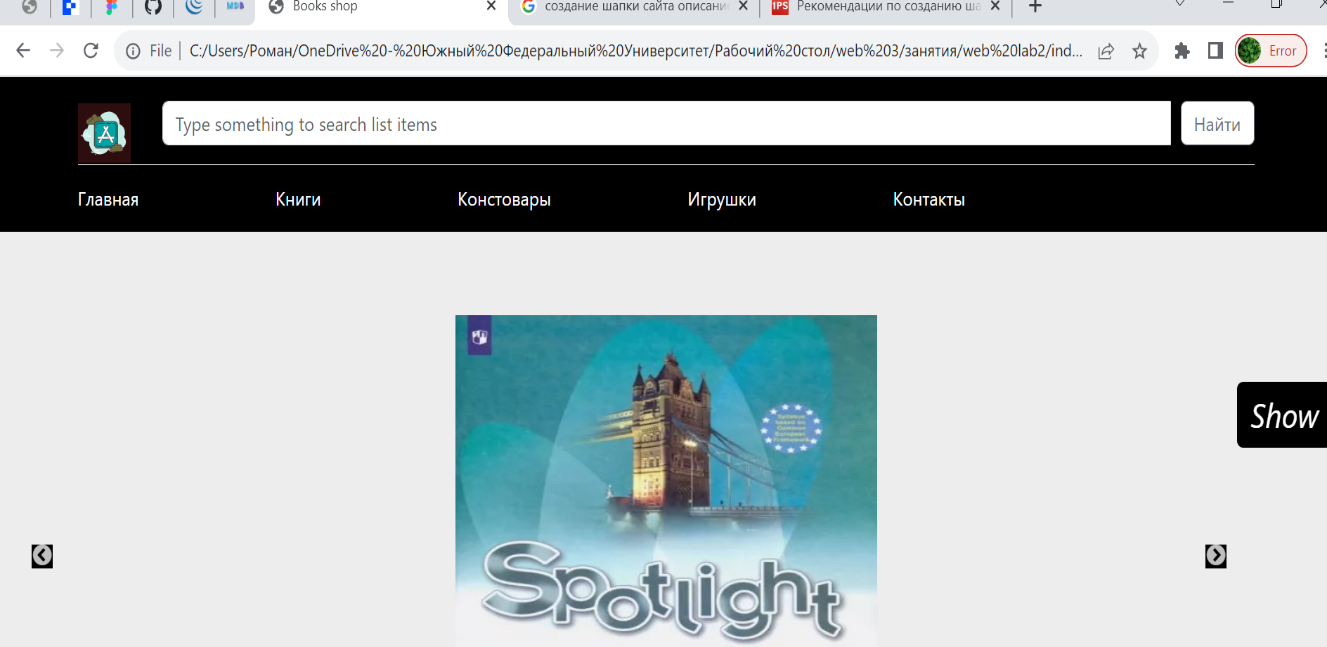 Books shop
создание шапки сайта описани
1PS
Рекомендации по созданию ша
File
C:/Users/Роман/OneDrive%20-%20Южный%20Федеральный%20Университет/Рабочий%20стол/web%203/занятия/web%20lab2/ind...
Error
Type something to search list items
Найти
Главная
Книги
Констовары
Игрушки
Контакты
Show
Spotlight